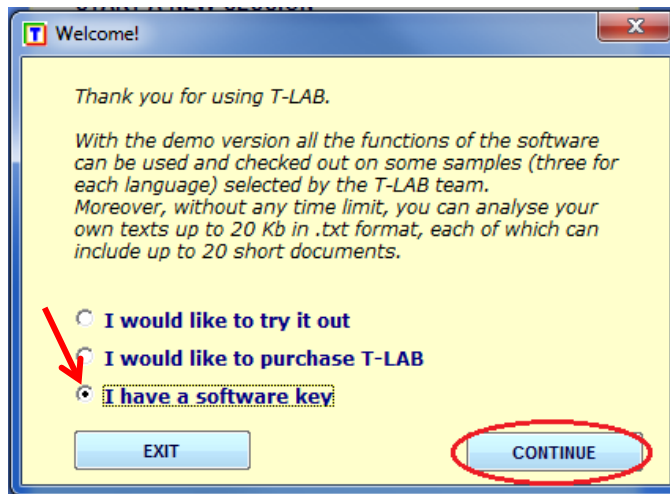 START A NEW SESSION
T Welcome!
X
Thank you for using T-LAB.
With the demo version all the functions of the software
can be used and checked out on some samples (three for
each language) selected by the T-LAB team.
Moreover, without any time limit, you can analyse your
own texts up to 20 Kb in .txt format, each of which can
include up to 20 short documents.
I would like to try it out
I would like to purchase T-LAB
I have a software key
EXIT
CONTINUE